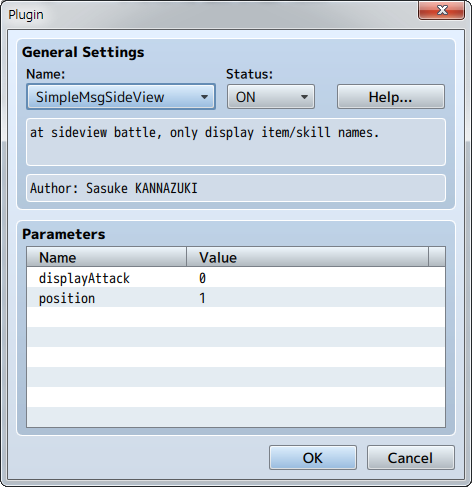 Plugin
General Settings
Name: Status:
SimpleMsgSideView ON Help...
at sideview battle, only display item/skill names.
Author: Sasuke KANNAZUKI
Parameters
Name Value
displayAttack 0
position 1
OK Cancel